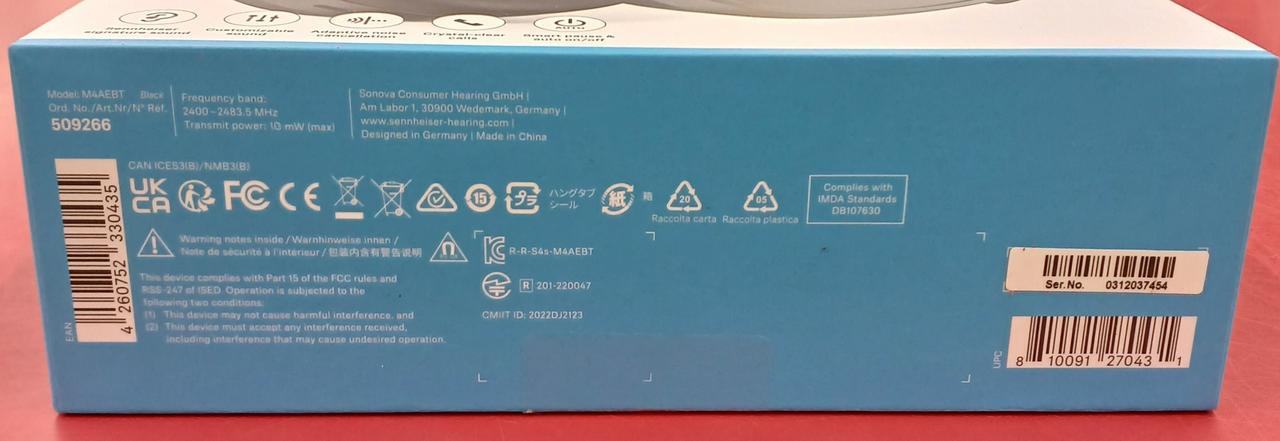 Sennheiser
signature sound
Customizable
sound
Adaptive noise
cancellation
Crystal-clear
calls
AUTO
Smart pause &
auto on/off
Model: M4AEBT Black
Ord. No./Art.Nr/N° Réf.
509266
Frequency band:
2400–2483.5 MHz
Transmit power: 10 mW (max)
Sonova Consumer Hearing GmbH |
Am Labor 1, 30900 Wedemark, Germany |
www.sennheiser-hearing.com |
Designed in Germany | Made in China
CAN ICES3(B)/NMB3(B)
UK
CA
FC
CE
15
プラ
ハングタブ
シール
紙
箱
20
Raccolta carta
05
Raccolta plastica
Complies with
IMDA Standards
DB107630
EAN
4 260752 330435
Warning notes inside / Warnhinweise innen /
Note de sécurité à l'intérieur / 包装内含有警告说明
This device complies with Part 15 of the FCC rules and
RSS-247 of ISED. Operation is subjected to the
following two conditions:
(1) This device may not cause harmful interference, and
(2) This device must accept any interference received,
including interference that may cause undesired operation.
R-R-S4s-M4AEBT
R 201-220047
CMIIT ID: 2022DJ2123
Ser.No. 0312037454
UPC
8 10091 27043 1